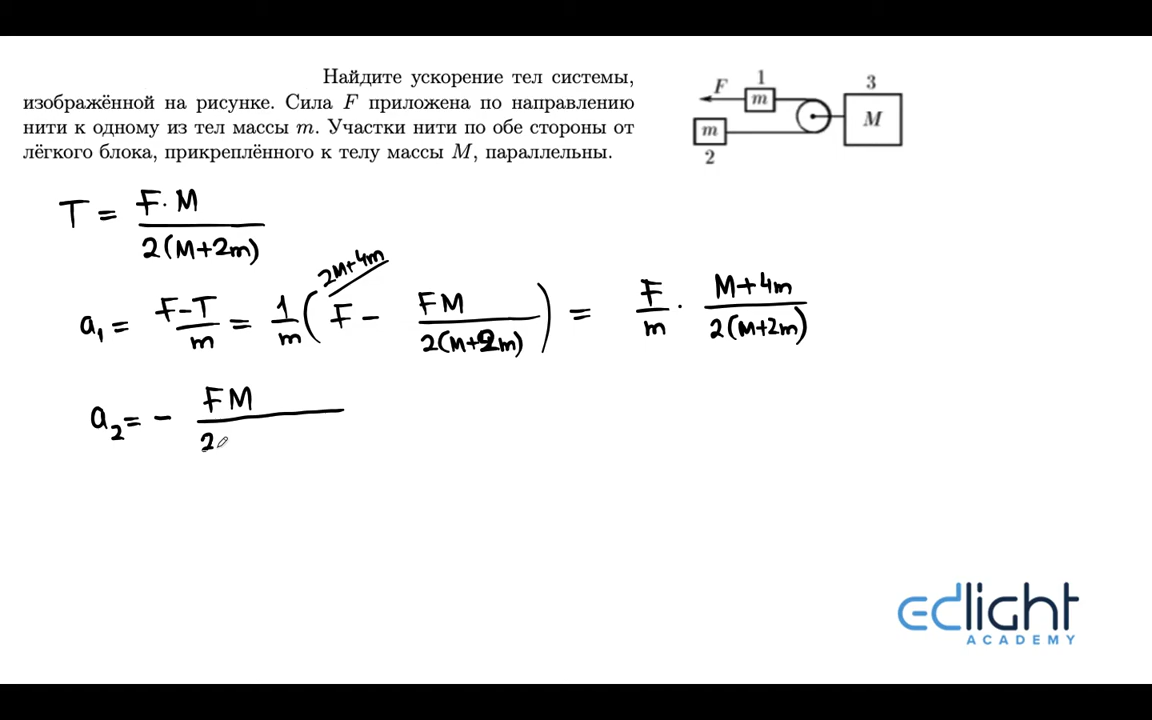 Найдите ускорение тел системы,
изображённой на рисунке. Сила F приложена по направлению
нити к одному из тел массы m. Участки нити по обе стороны от
лёгкого блока, прикреплённого к телу массы M, параллельны.
F 1 m 3 M
m 2
T = F·M / 2(M+2m)
2M+4m
a₁ = F-T / m = 1/m (F - FM / 2(M+2m)) = F/m · M+4m / 2(M+2m)
a₂ = - FM / 2
edlight
ACADEMY